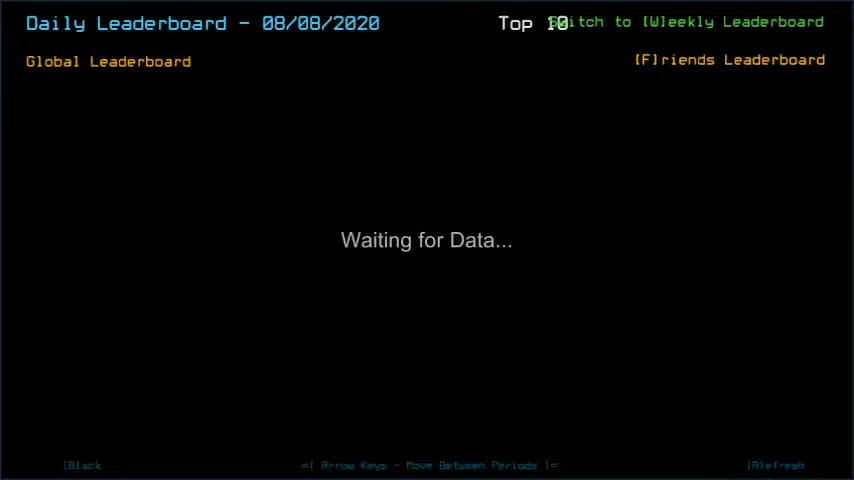 Daily Leaderboard - 08/08/2020
Top 10
Switch to [W]eekly Leaderboard
Global Leaderboard
[F]riends Leaderboard
Waiting for Data...
[B]ack
=[ Arrow Keys - Move Between Periods ]=
[R]efresh